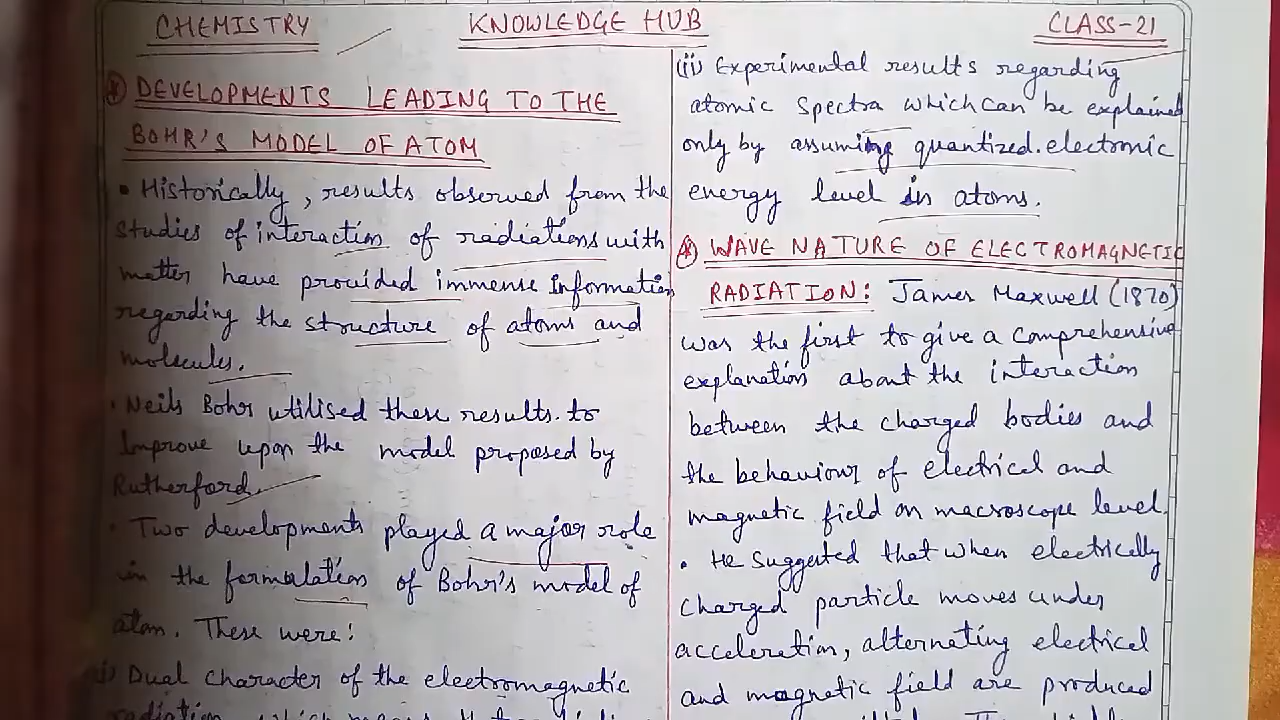 CHEMISTRY
KNOWLEDGE HUB
CLASS-21
DEVELOPMENTS LEADING TO THE
BOHR'S MODEL OF ATOM
• Historically, results observed from the
studies of interaction of radiations with
matter have provided immense information
regarding the structure of atoms and
molecules.
• Neils Bohr utilised these results. to
Improve upon the model proposed by
Rutherford.
• Two developments played a major role
in the formulation of Bohr's model of
atom. These were:
i) Dual character of the electromagnetic
radiation which means
(ii) Experimental results regarding
atomic spectra which can be explained
only by assuming quantized. electronic
energy level in atoms.
WAVE NATURE OF ELECTROMAGNETIC
RADIATION: James Maxwell (1870)
was the first to give a comprehensive
explanation about the interaction
between the charged bodies and
the behaviour of electrical and
magnetic field on macroscope level.
• He suggested that when electrically
charged particle moves under
acceleration, alternating electrical
and magnetic field are produced